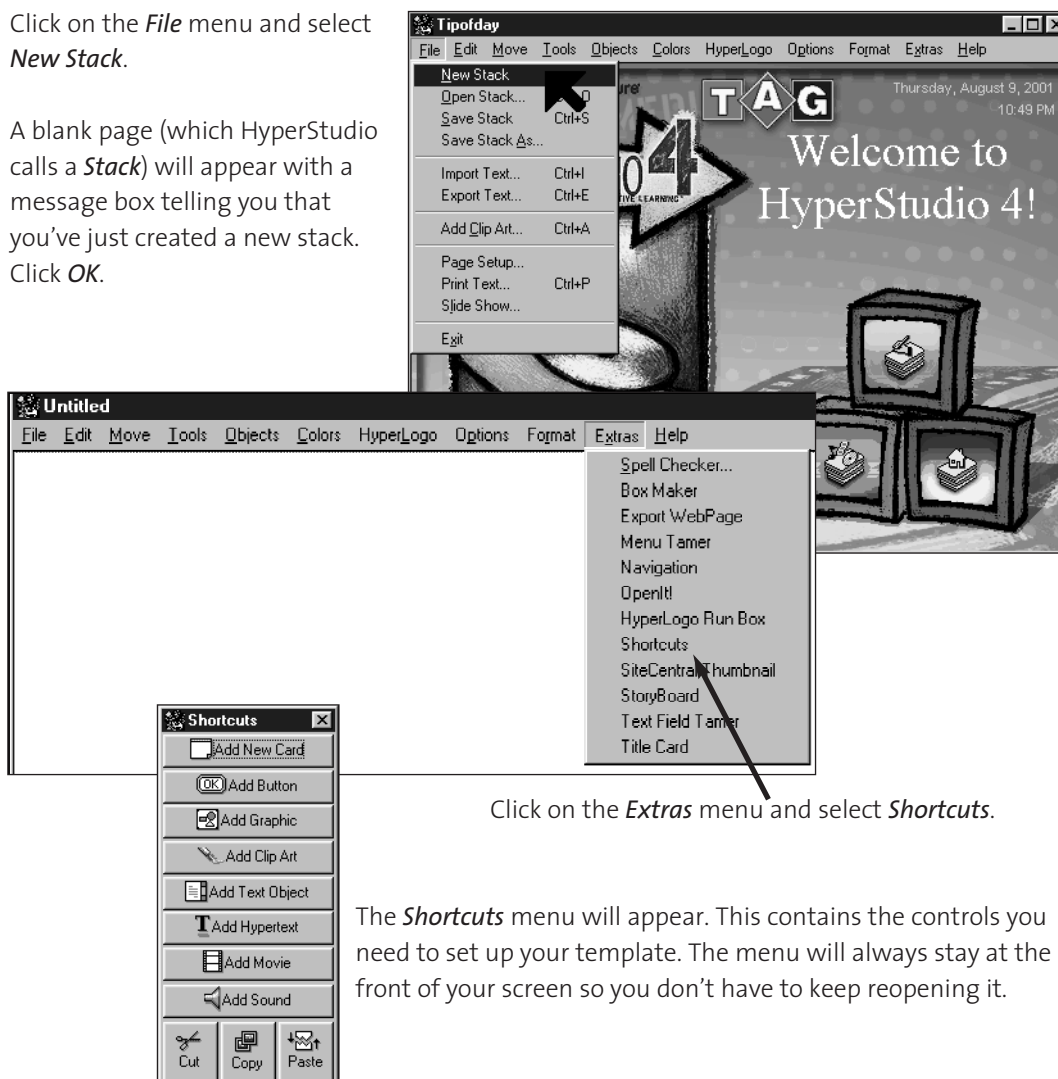 Click on the File menu and select
New Stack.
A blank page (which HyperStudio
calls a Stack) will appear with a
message box telling you that
you’ve just created a new stack.
Click OK.
Tipofday
File Edit Move Tools Objects Colors HyperLogo Options Format Extras Help
New Stack
Open Stack...
Save Stack Ctrl+S
Save Stack As...
Import Text... Ctrl+I
Export Text... Ctrl+E
Add Clip Art... Ctrl+A
Page Setup...
Print Text... Ctrl+P
Slide Show...
Exit
TAG
Thursday, August 9, 2001
10:49 PM
4
Welcome to
HyperStudio 4!
Untitled
File Edit Move Tools Objects Colors HyperLogo Options Format Extras Help
Spell Checker...
Box Maker
Export WebPage
Menu Tamer
Navigation
OpenIt!
HyperLogo Run Box
Shortcuts
SiteCentral Thumbnail
StoryBoard
Text Field Tamer
Title Card
Click on the Extras menu and select Shortcuts.
Shortcuts
Add New Card
OK Add Button
Add Graphic
Add Clip Art
Add Text Object
T Add Hypertext
Add Movie
Add Sound
Cut Copy Paste
The Shortcuts menu will appear. This contains the controls you
need to set up your template. The menu will always stay at the
front of your screen so you don’t have to keep reopening it.